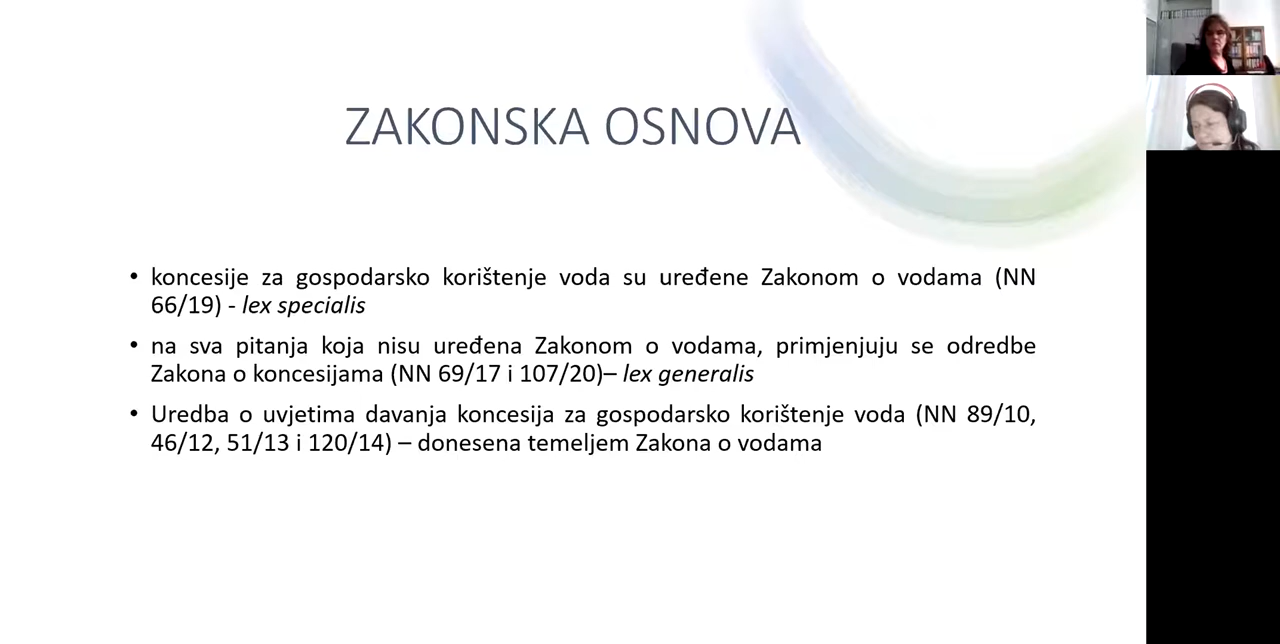 ZAKONSKA OSNOVA
• koncesije za gospodarsko korištenje voda su uređene Zakonom o vodama (NN
66/19) - lex specialis
• na sva pitanja koja nisu uređena Zakonom o vodama, primjenjuju se odredbe
Zakona o koncesijama (NN 69/17 i 107/20)– lex generalis
• Uredba o uvjetima davanja koncesija za gospodarsko korištenje voda (NN 89/10,
46/12, 51/13 i 120/14) – donesena temeljem Zakona o vodama